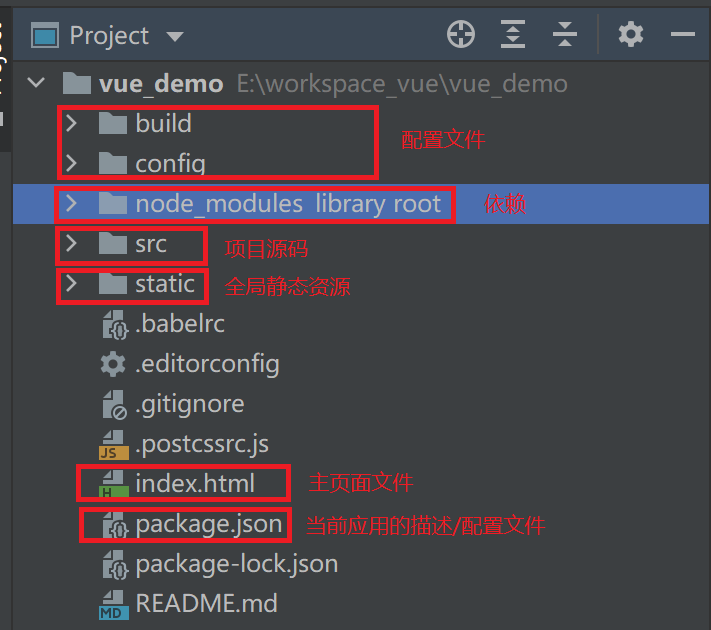 Project
vue_demo E:\workspace_vue\vue_demo
build
配置文件
config
node_modules library root 依赖
src 项目源码
static 全局静态资源
.babelrc
.editorconfig
.gitignore
JS .postcssrc.js
H index.html 主页面文件
package.json 当前应用的描述/配置文件
package-lock.json
MD README.md